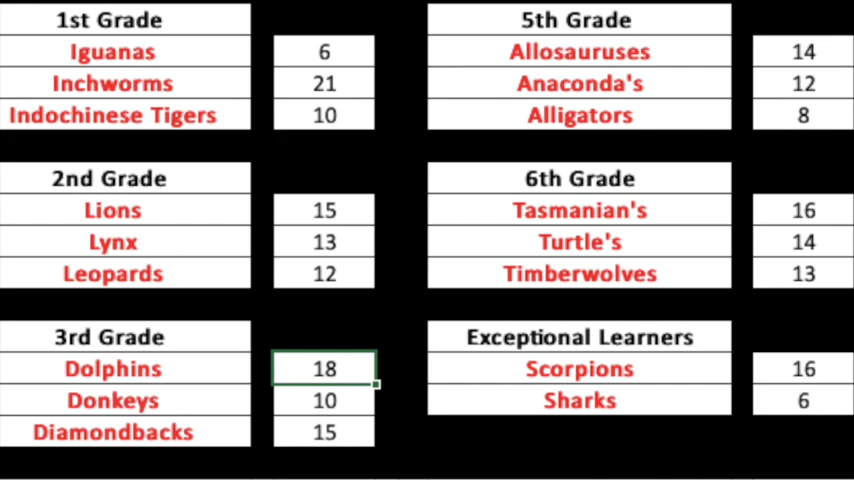 1st Grade
Iguanas 6
Inchworms 21
Indochinese Tigers 10
2nd Grade
Lions 15
Lynx 13
Leopards 12
3rd Grade
Dolphins 18
Donkeys 10
Diamondbacks 15
5th Grade
Allosauruses 14
Anaconda's 12
Alligators 8
6th Grade
Tasmanian's 16
Turtle's 14
Timberwolves 13
Exceptional Learners
Scorpions 16
Sharks 6